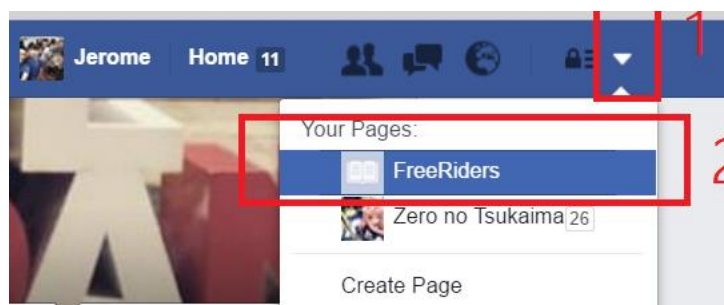 1
Jerome Home 11
Your Pages:
FreeRiders
2
Zero no Tsukaima 26
Create Page